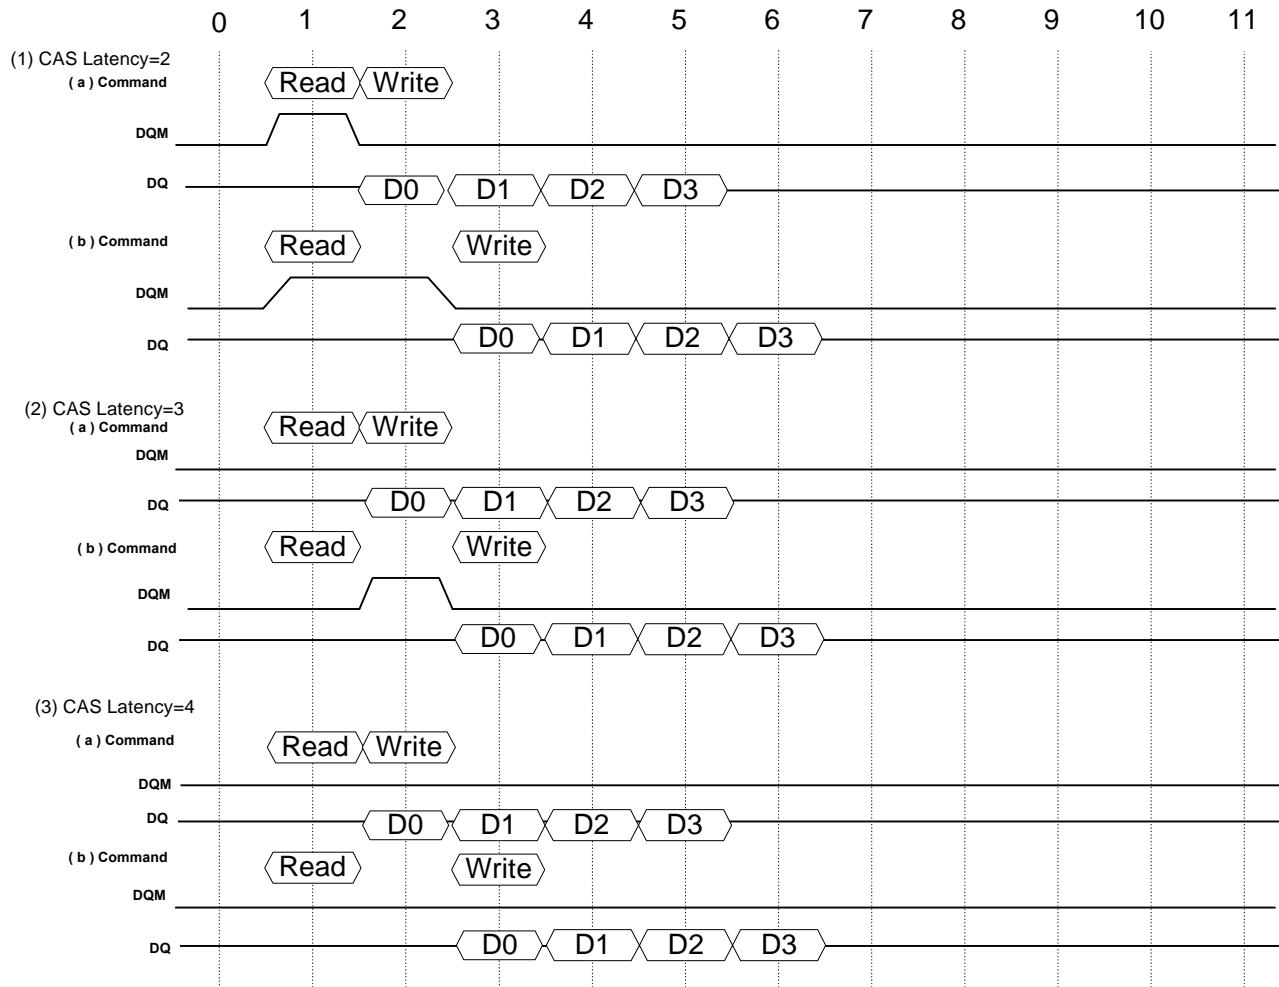 0 1 2 3 4 5 6 7 8 9 10 11
(1) CAS Latency=2
( a ) Command Read Write
DQM
DQ D0 D1 D2 D3
( b ) Command Read Write
DQM
DQ D0 D1 D2 D3
(2) CAS Latency=3
( a ) Command Read Write
DQM
DQ D0 D1 D2 D3
( b ) Command Read Write
DQM
DQ D0 D1 D2 D3
(3) CAS Latency=4
( a ) Command Read Write
DQM
DQ D0 D1 D2 D3
( b ) Command Read Write
DQM
DQ D0 D1 D2 D3